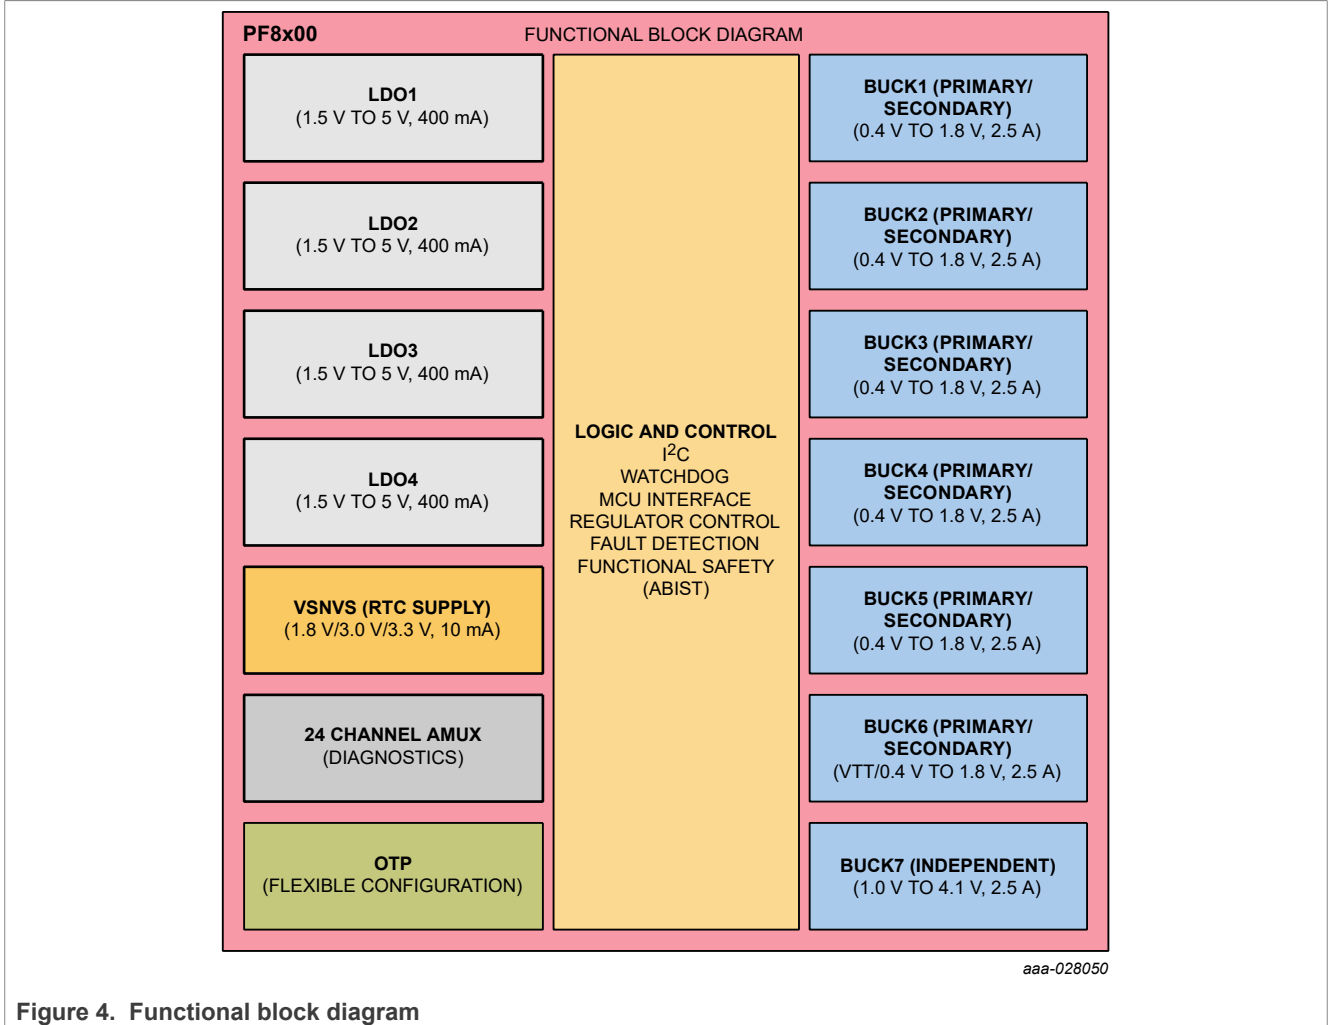 PF8x00
FUNCTIONAL BLOCK DIAGRAM
LDO1
(1.5 V TO 5 V, 400 mA)
LDO2
(1.5 V TO 5 V, 400 mA)
LDO3
(1.5 V TO 5 V, 400 mA)
LDO4
(1.5 V TO 5 V, 400 mA)
VSNVS (RTC SUPPLY)
(1.8 V/3.0 V/3.3 V, 10 mA)
24 CHANNEL AMUX
(DIAGNOSTICS)
OTP
(FLEXIBLE CONFIGURATION)
LOGIC AND CONTROL
I2C
WATCHDOG
MCU INTERFACE
REGULATOR CONTROL
FAULT DETECTION
FUNCTIONAL SAFETY
(ABIST)
BUCK1 (PRIMARY/
SECONDARY)
(0.4 V TO 1.8 V, 2.5 A)
BUCK2 (PRIMARY/
SECONDARY)
(0.4 V TO 1.8 V, 2.5 A)
BUCK3 (PRIMARY/
SECONDARY)
(0.4 V TO 1.8 V, 2.5 A)
BUCK4 (PRIMARY/
SECONDARY)
(0.4 V TO 1.8 V, 2.5 A)
BUCK5 (PRIMARY/
SECONDARY)
(0.4 V TO 1.8 V, 2.5 A)
BUCK6 (PRIMARY/
SECONDARY)
(VTT/0.4 V TO 1.8 V, 2.5 A)
BUCK7 (INDEPENDENT)
(1.0 V TO 4.1 V, 2.5 A)
aaa-028050
Figure 4. Functional block diagram